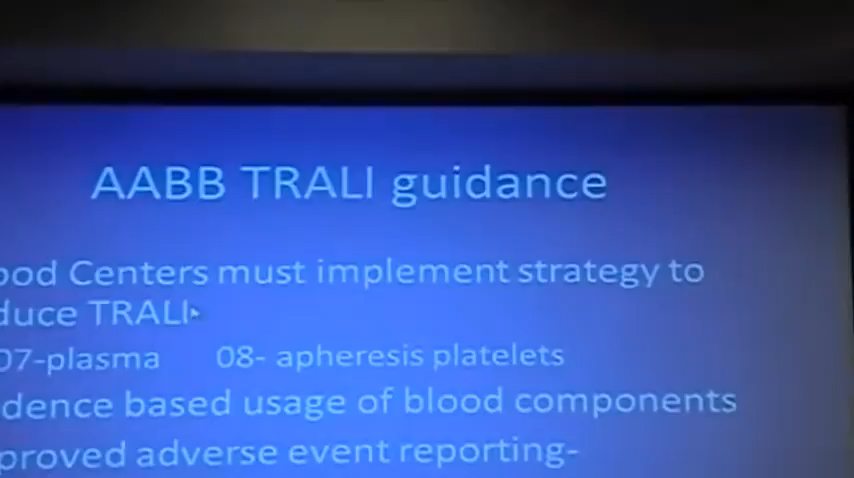 AABB TRALI guidance
ood Centers must implement strategy to
duce TRALI
07-plasma 08- apheresis platelets
dence based usage of blood components
proved adverse event reporting-